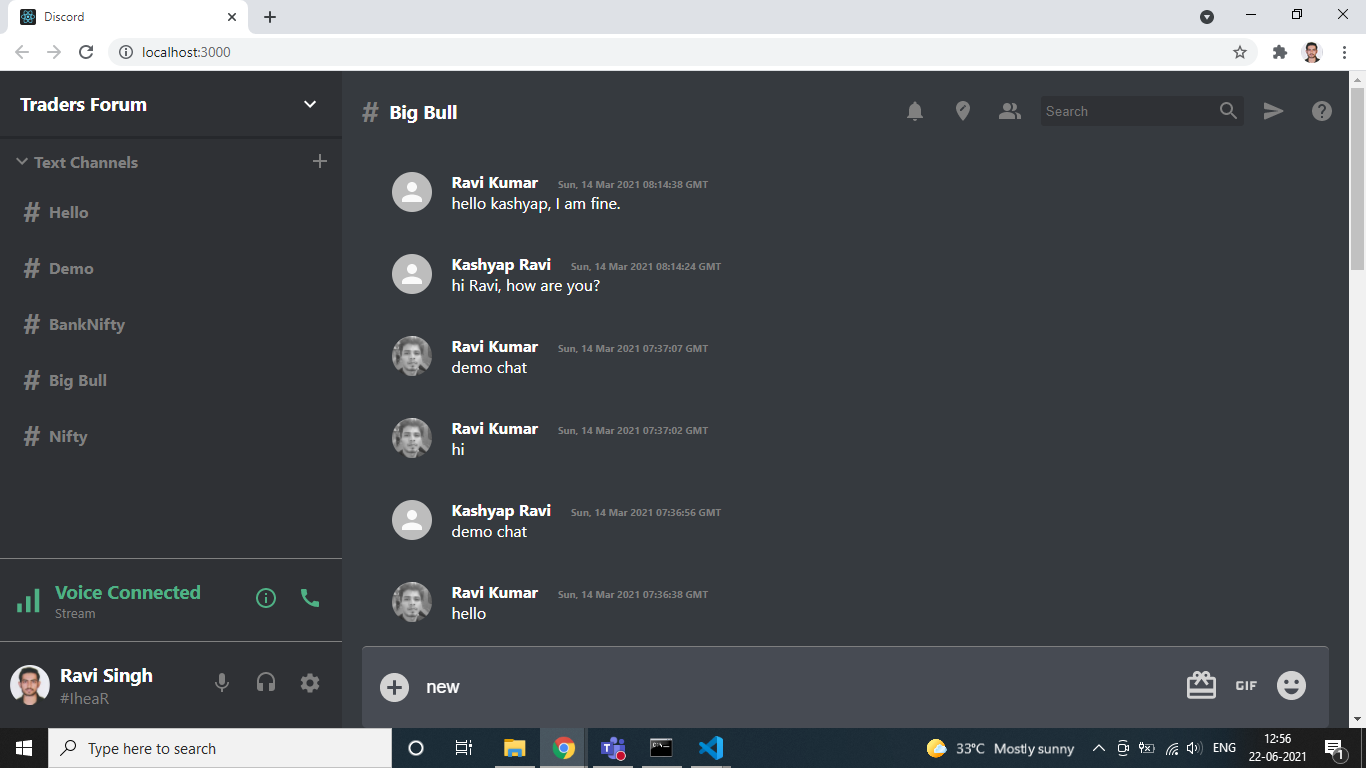 Discord
localhost:3000
Traders Forum
Text Channels
# Hello
# Demo
# BankNifty
# Big Bull
# Nifty
Voice Connected
Stream
Ravi Singh
#IheaR
# Big Bull
Search
Ravi Kumar Sun, 14 Mar 2021 08:14:38 GMT
hello kashyap, I am fine.
Kashyap Ravi Sun, 14 Mar 2021 08:14:24 GMT
hi Ravi, how are you?
Ravi Kumar Sun, 14 Mar 2021 07:37:07 GMT
demo chat
Ravi Kumar Sun, 14 Mar 2021 07:37:02 GMT
hi
Kashyap Ravi Sun, 14 Mar 2021 07:36:56 GMT
demo chat
Ravi Kumar Sun, 14 Mar 2021 07:36:38 GMT
hello
new
GIF
Type here to search
33°C Mostly sunny
ENG
12:56
22-06-2021
1